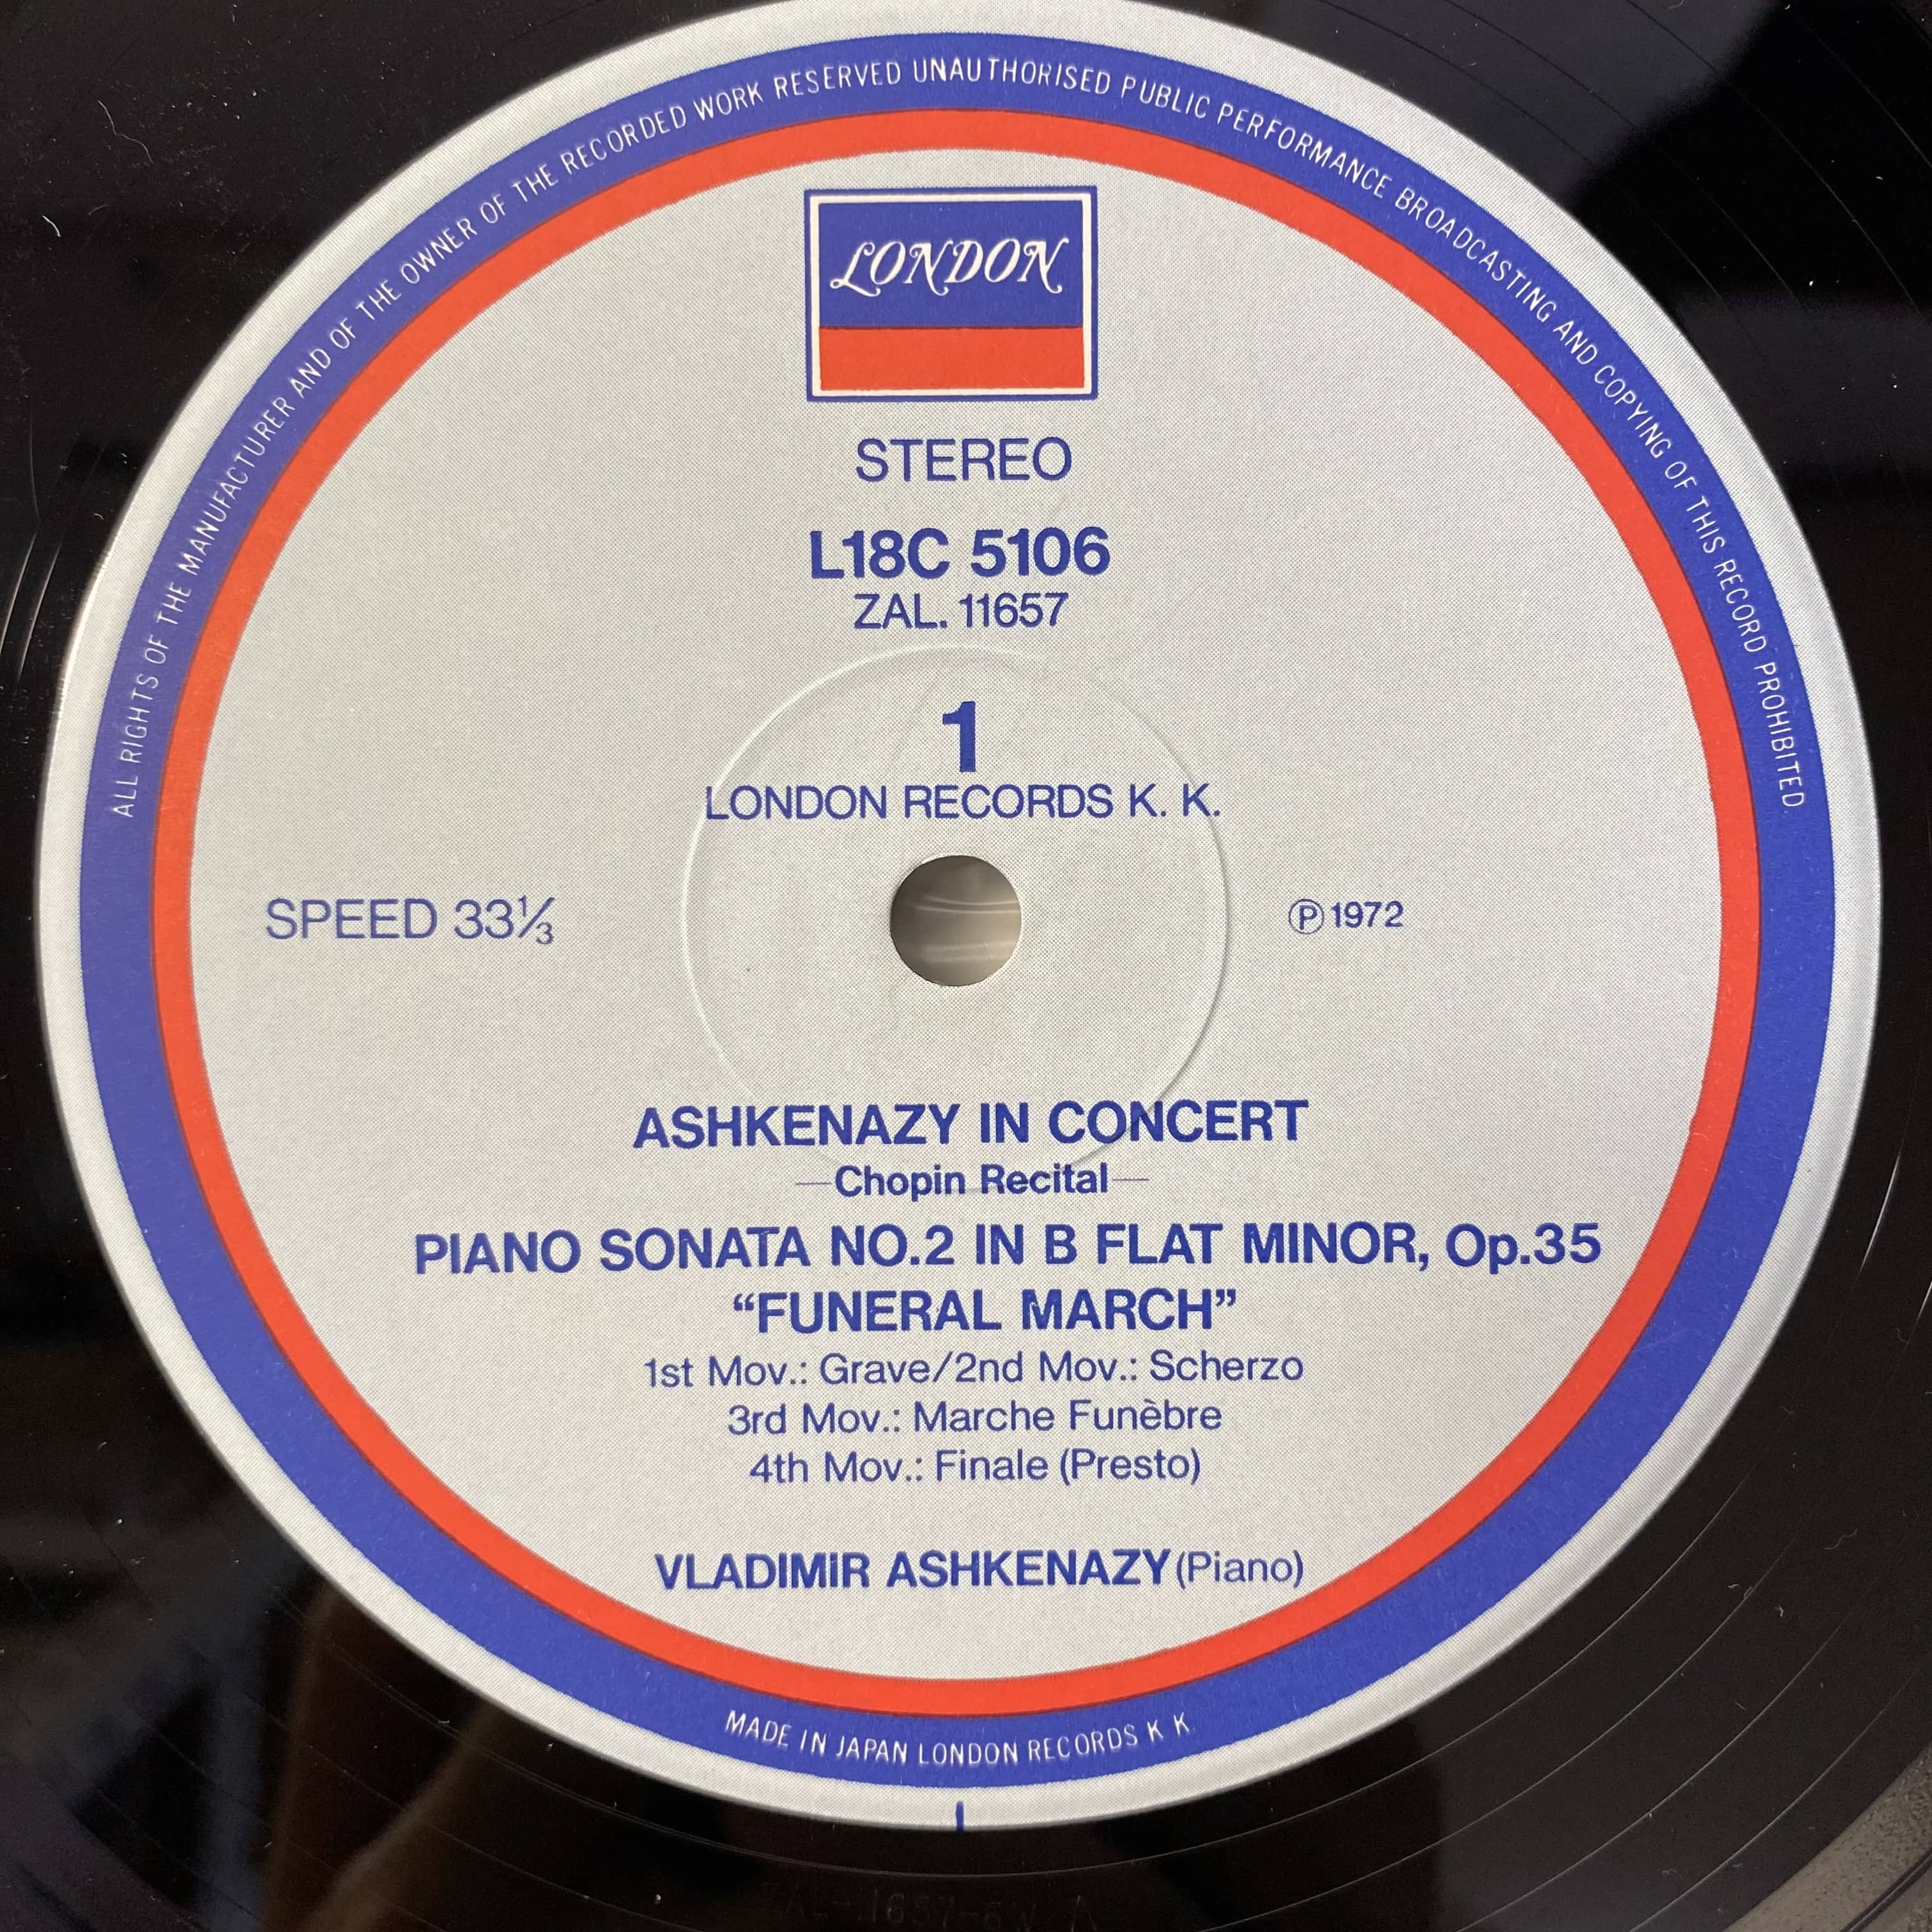 ALL RIGHTS OF THE MANUFACTURER AND OF THE OWNER OF THE RECORDED WORK RESERVED UNAUTHORISED PUBLIC PERFORMANCE BROADCASTING AND COPYING OF THIS RECORD PROHIBITED
LONDON
STEREO
L18C 5106
ZAL. 11657
1
LONDON RECORDS K. K.
SPEED 33⅓
Ⓟ 1972
ASHKENAZY IN CONCERT
—Chopin Recital—
PIANO SONATA NO.2 IN B FLAT MINOR, Op.35
“FUNERAL MARCH”
1st Mov.: Grave/2nd Mov.: Scherzo
3rd Mov.: Marche Funèbre
4th Mov.: Finale (Presto)
VLADIMIR ASHKENAZY (Piano)
MADE IN JAPAN LONDON RECORDS K K